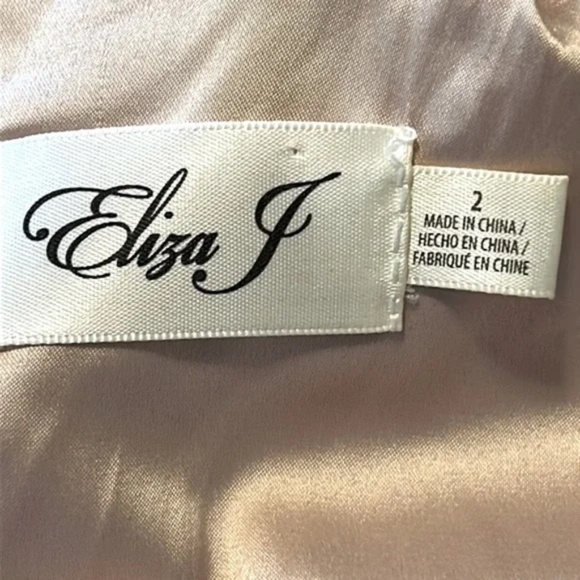 Eliza J
2
MADE IN CHINA /
HECHO EN CHINA /
FABRIQUÉ EN CHINE